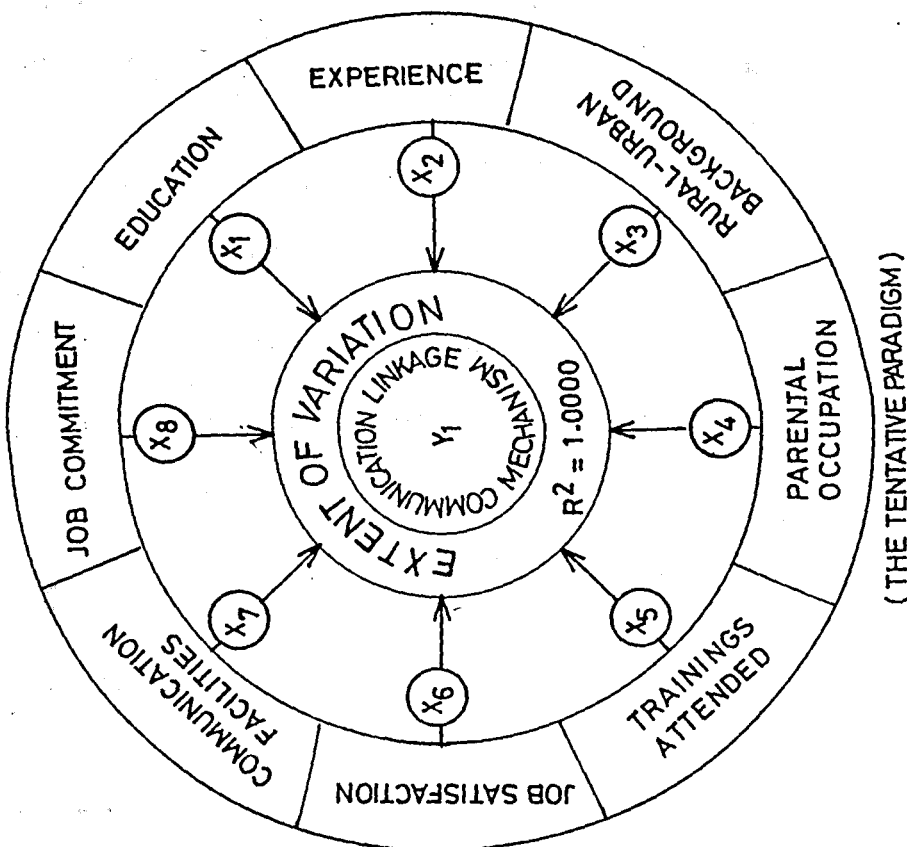 EDUCATION
EXPERIENCE
RURAL-URBAN
BACKGROUND
PARENTAL
OCCUPATION
TRAININGS
ATTENDED
JOB SATISFACTION
COMMUNICATION
FACILITIES
JOB COMMITMENT
X1
X2
X3
X4
X5
X6
X7
X8
EXTENT OF VARIATION
COMMUNICATION LINKAGE MECHANISM
Y1
R² = 1.0000
(THE TENTATIVE PARADIGM)